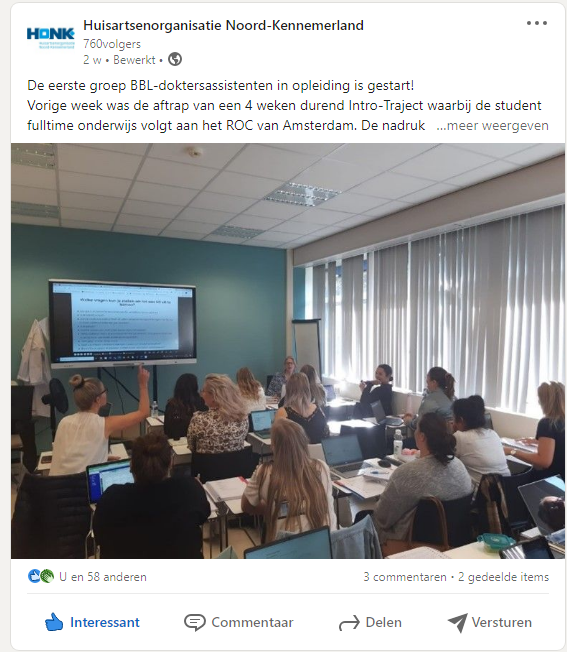 Huisartsenorganisatie Noord-Kennemerland
HONK
760volgers
2 w • Bewerkt •
De eerste groep BBL-doktersassistenten in opleiding is gestart!
Vorige week was de aftrap van een 4 weken durend Intro-Traject waarbij de student
fulltime onderwijs volgt aan het ROC van Amsterdam. De nadruk ...meer weergeven
U en 58 anderen
3 commentaren • 2 gedeelde items
Interessant
Commentaar
Delen
Versturen